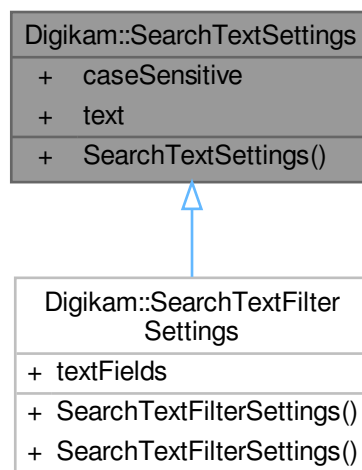 Digikam::SearchTextSettings
+ caseSensitive
+ text
+ SearchTextSettings()
Digikam::SearchTextFilter
Settings
+ textFields
+ SearchTextFilterSettings()
+ SearchTextFilterSettings()